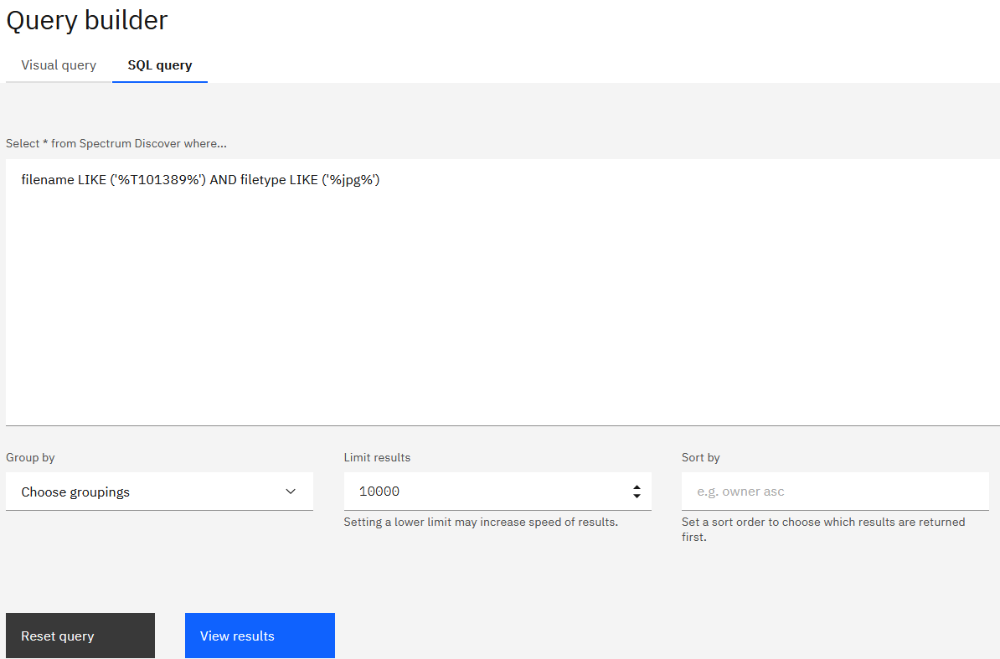 Query builder
Visual query
SQL query
Select * from Spectrum Discover where...
filename LIKE ('%T101389%') AND filetype LIKE ('%jpg%')
Group by
Choose groupings
Limit results
10000
Setting a lower limit may increase speed of results.
Sort by
e.g. owner asc
Set a sort order to choose which results are returned
first.
Reset query
View results